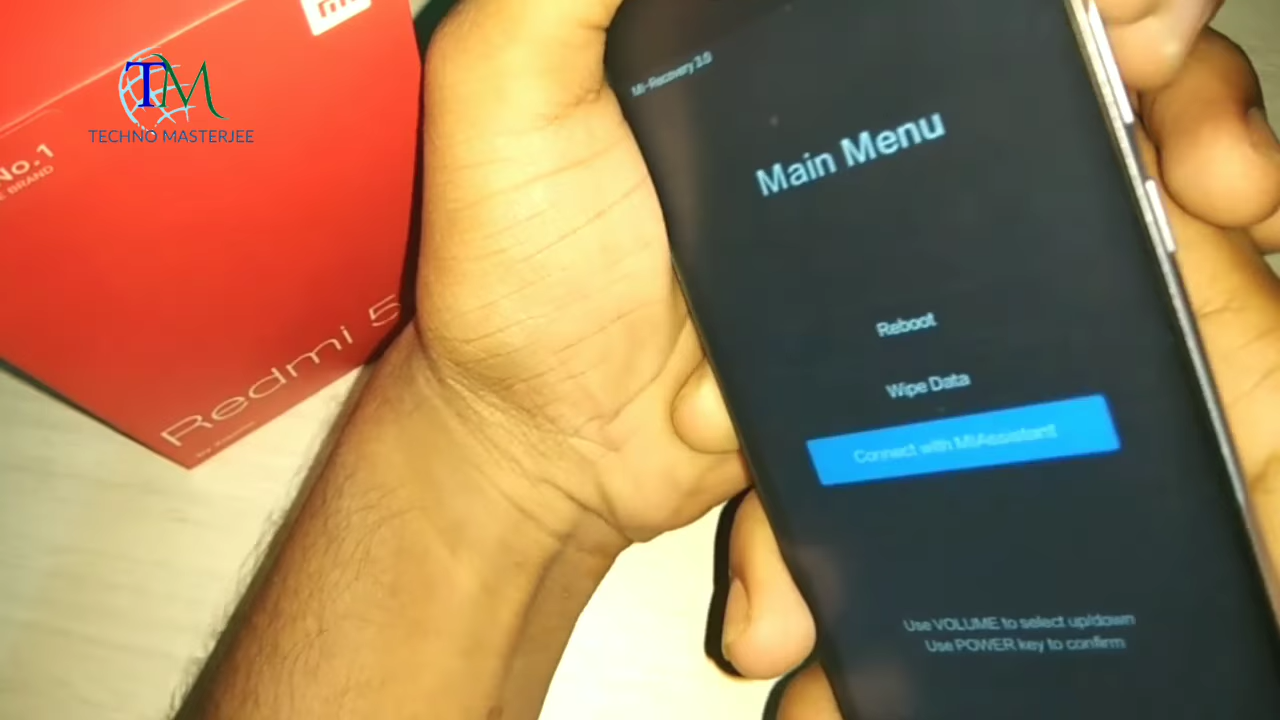 mi
TM
TECHNO MASTERJEE
No.1
E BRAND
Redmi 5
Mi-Recovery 3.0
Main Menu
Reboot
Wipe Data
Connect with MIAssistant
Use VOLUME to select up/down
Use POWER key to confirm